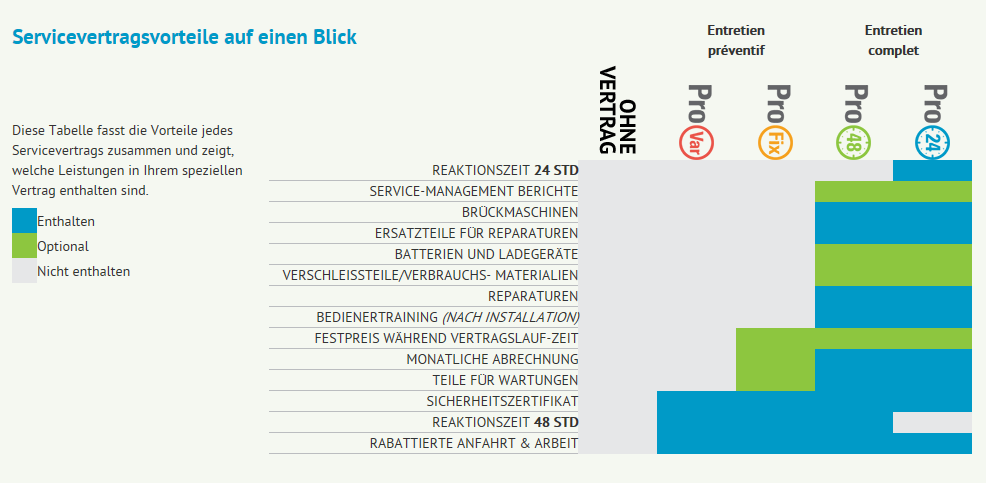 Servicevertragsvorteile auf einen Blick
Entretien
préventif
Entretien
complet
OHNE
VERTRAG
Pro Var
Pro Fix
Pro 48
Pro 24
Diese Tabelle fasst die Vorteile jedes
Servicevertrags zusammen und zeigt,
welche Leistungen in Ihrem speziellen
Vertrag enthalten sind.
Enthalten
Optional
Nicht enthalten
REAKTIONSZEIT 24 STD
SERVICE-MANAGEMENT BERICHTE
BRÜCKMASCHINEN
ERSATZTEILE FÜR REPARATUREN
BATTERIEN UND LADEGERÄTE
VERSCHLEISSTEILE/VERBRAUCHS- MATERIALIEN
REPARATUREN
BEDIENERTRAINING (NACH INSTALLATION)
FESTPREIS WÄHREND VERTRAGSLAUF-ZEIT
MONATLICHE ABRECHNUNG
TEILE FÜR WARTUNGEN
SICHERHEITSZERTIFIKAT
REAKTIONSZEIT 48 STD
RABATTIERTE ANFAHRT & ARBEIT